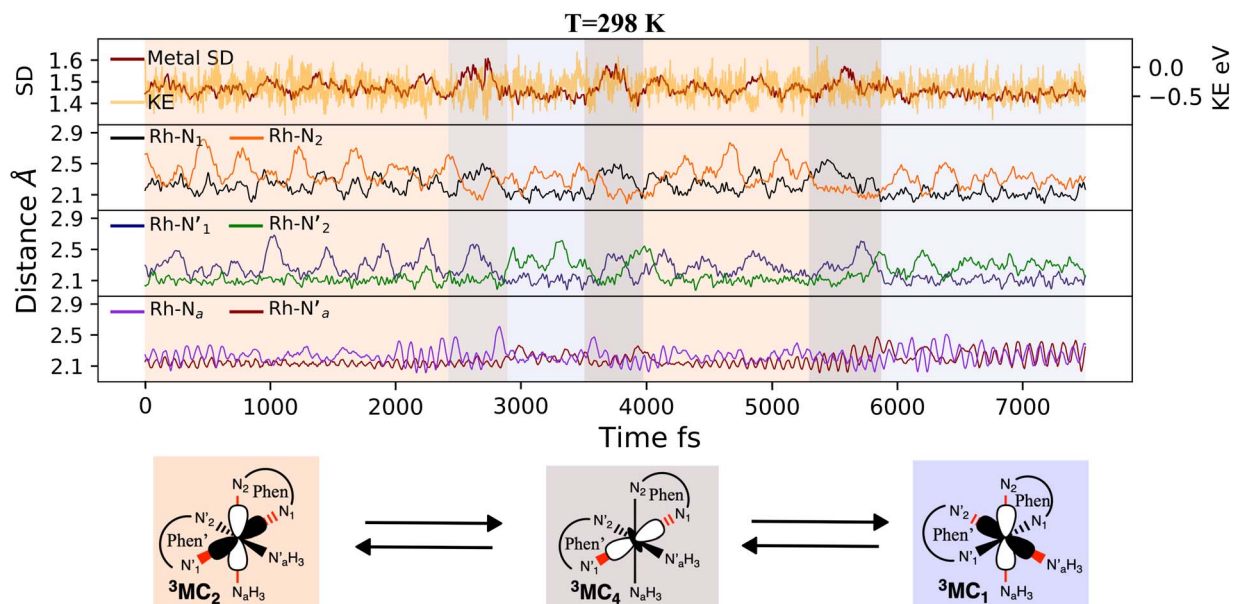 T=298 K
SD
1.6
1.5
1.4
Metal SD
KE
0.0
−0.5
KE eV
Distance Å
2.9
2.5
2.1
Rh-N₁ Rh-N₂
2.9
2.5
2.1
Rh-N'₁ Rh-N'₂
2.9
2.5
2.1
Rh-Nₐ Rh-N'ₐ
0 1000 2000 3000 4000 5000 6000 7000
Time fs
N₂
Phen
N₁
N'₂
Phen'
N'₁
N'ₐH₃
NₐH₃
³MC₂
N₂
Phen
N₁
N'₂
Phen'
N'₁
N'ₐH₃
NₐH₃
³MC₄
N₂
Phen
N₁
N'₂
Phen'
N'₁
N'ₐH₃
NₐH₃
³MC₁